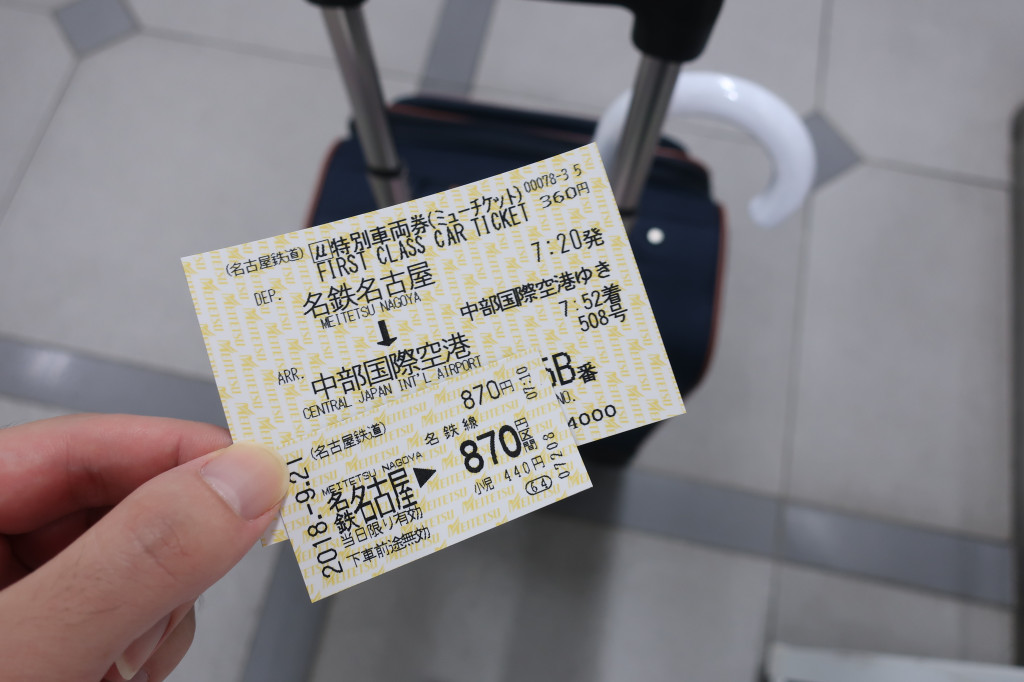 (名古屋鉄道) μ特別車両券(ミューチケット) 00078-35
FIRST CLASS CAR TICKET 360円
DEP. 名鉄名古屋 7:20発
MEITETSU NAGOYA 中部国際空港ゆき
↓ 7:52着
ARR. 中部国際空港 508号
CENTRAL JAPAN INT'L AIRPORT
5B番
NO.
4000
(名古屋鉄道) 870円 07:10
名鉄線
MEITETSU NAGOYA
名鉄名古屋 ▶ 870円区間
2018.-9.21
当日限り有効 小児 440円
下車前途無効 (64) 07208